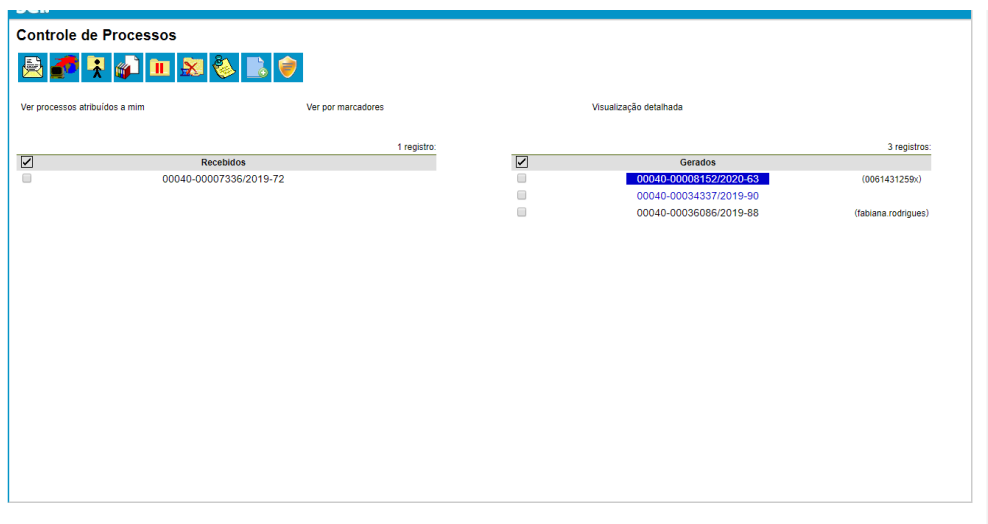 Controle de Processos
Ver processos atribuídos a mim
Ver por marcadores
Visualização detalhada
1 registro:
Recebidos
00040-00007336/2019-72
3 registros:
Gerados
00040-00008152/2020-63 (0061431259x)
00040-00034337/2019-90
00040-00036086/2019-88 (fabiana.rodrigues)